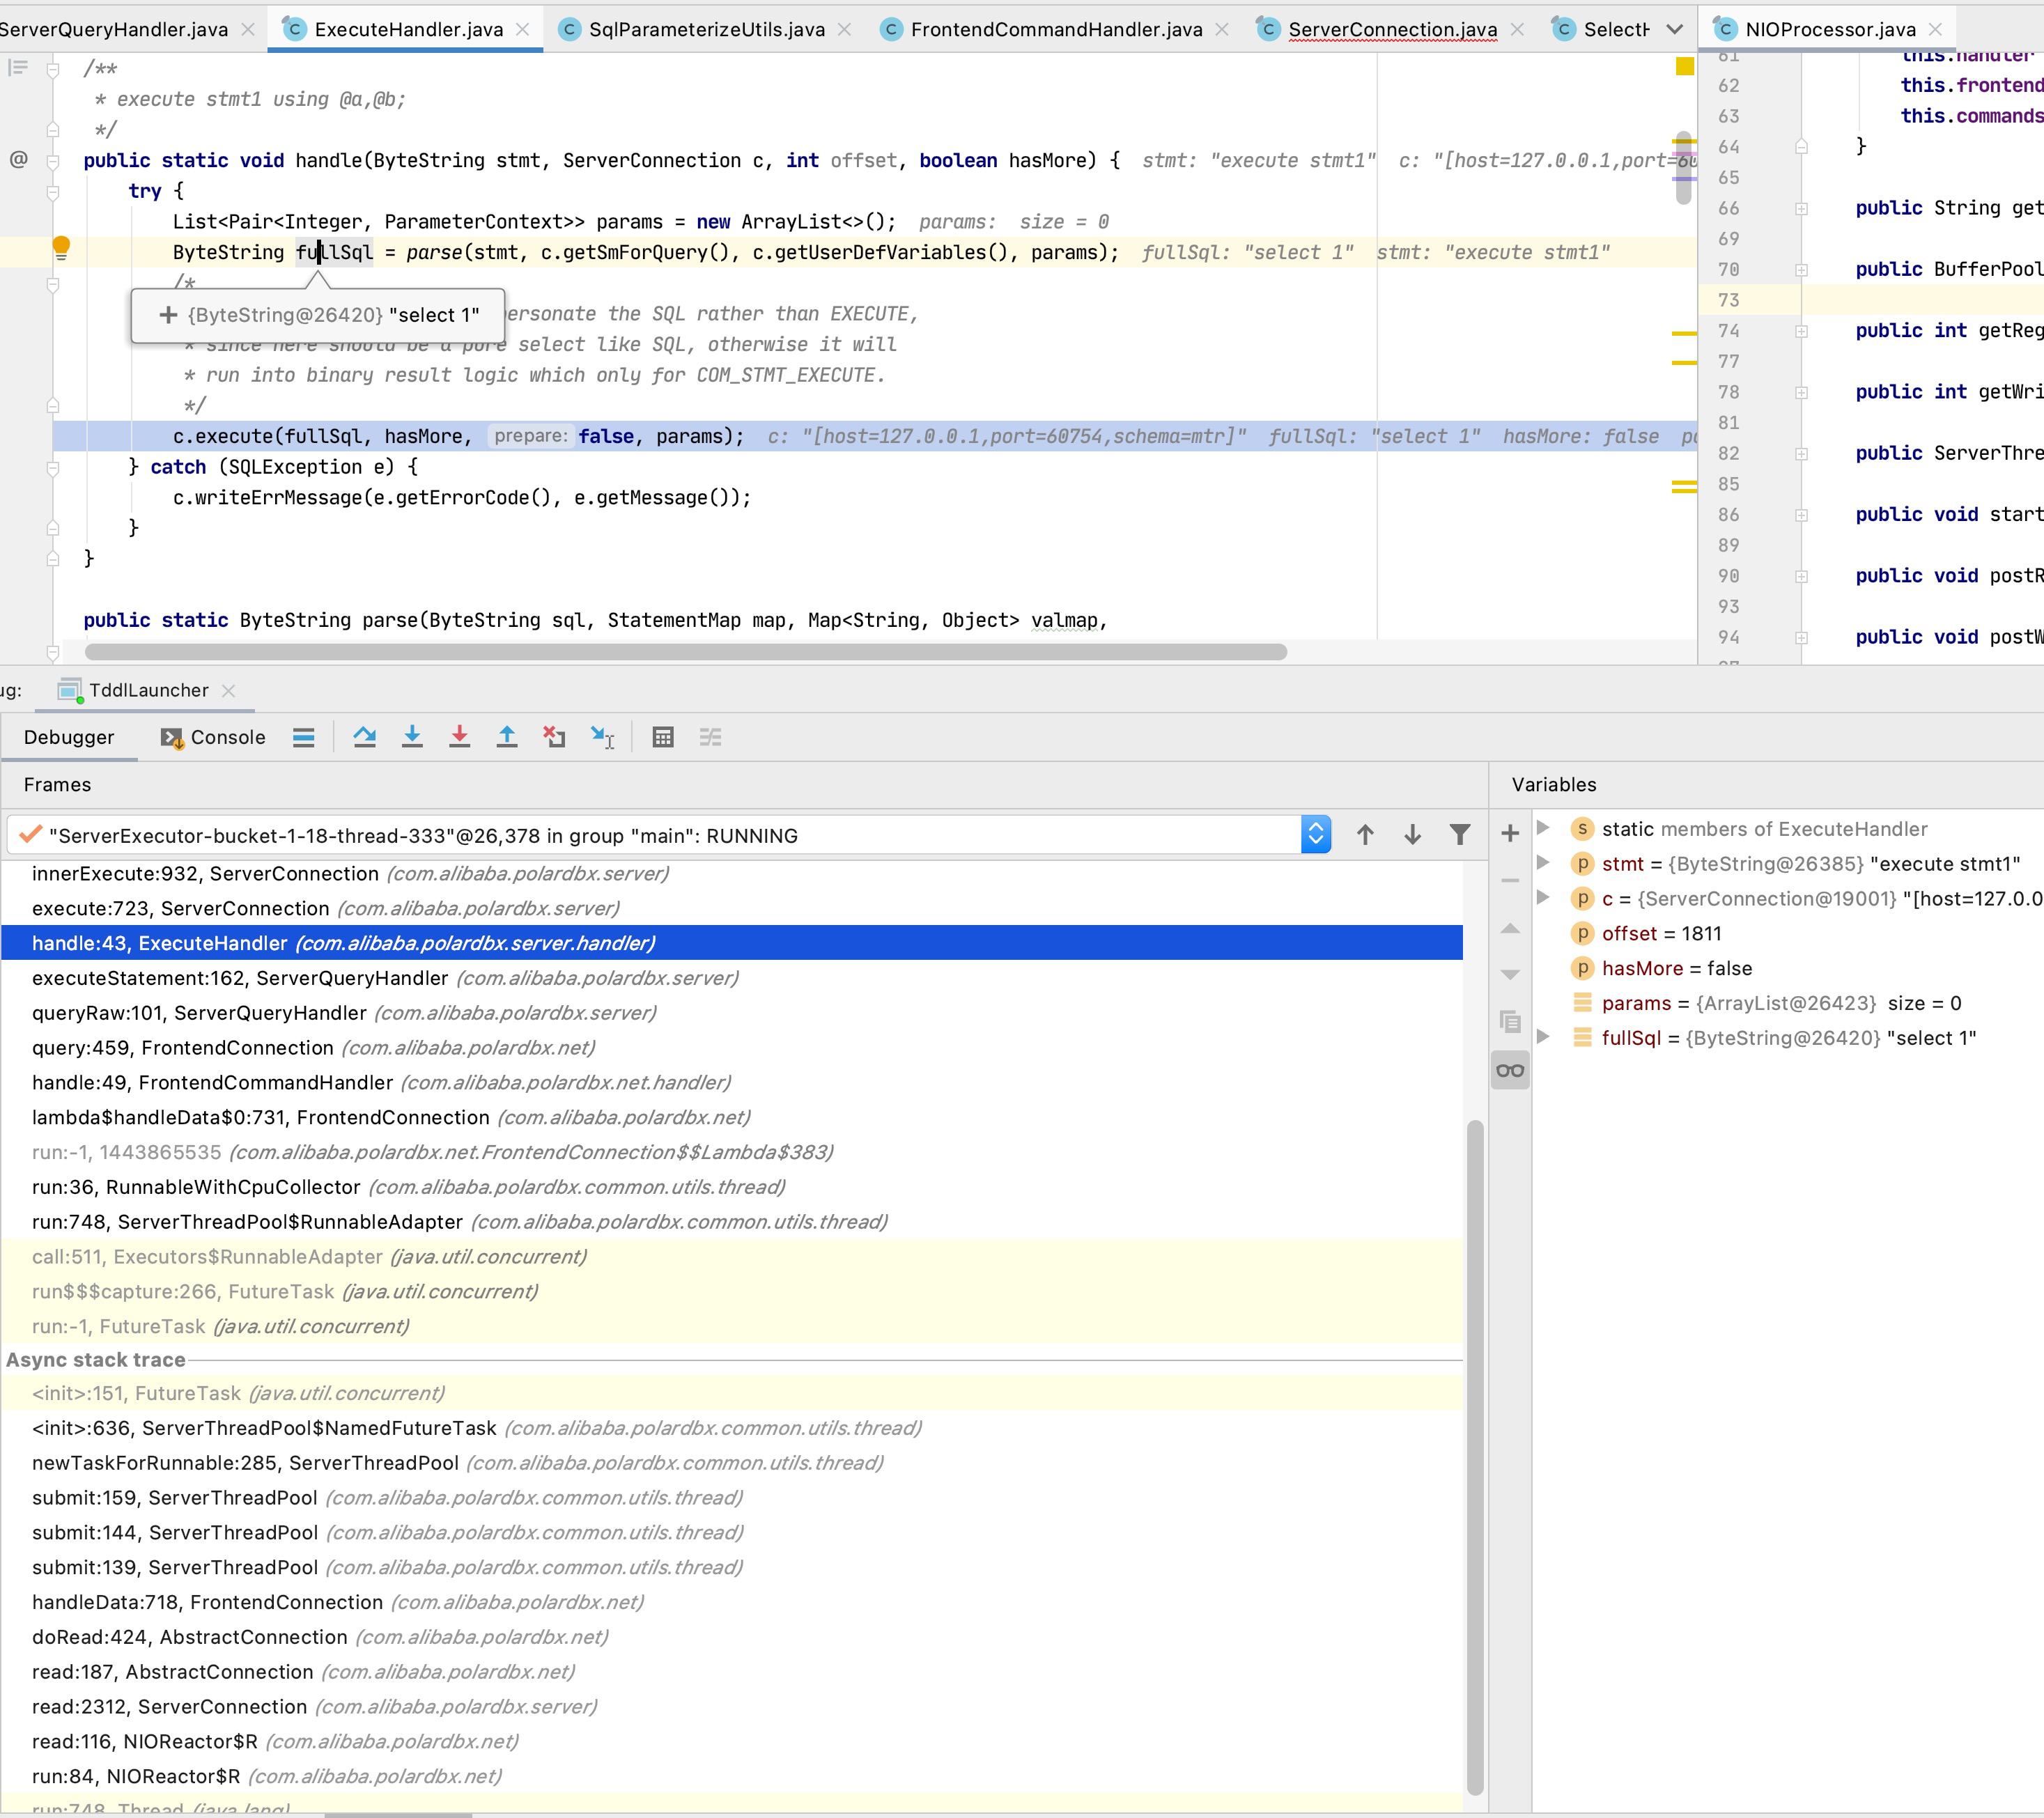 ServerQueryHandler.java
ExecuteHandler.java
SqlParameterizeUtils.java
FrontendCommandHandler.java
ServerConnection.java
SelectH
NIOProcessor.java
/**
* execute stmt1 using @a,@b;
*/
@
public static void handle(ByteString stmt, ServerConnection c, int offset, boolean hasMore) { stmt: "execute stmt1" c: "[host=127.0.0.1,port=60
try {
List<Pair<Integer, ParameterContext>> params = new ArrayList<>(); params: size = 0
ByteString fullSql = parse(stmt, c.getSmForQuery(), c.getUserDefVariables(), params); fullSql: "select 1" stmt: "execute stmt1"
/*
+ {ByteString@26420} "select 1"
ersonate the SQL rather than EXECUTE,
* since here should be a pure select like SQL, otherwise it will
* run into binary result logic which only for COM_STMT_EXECUTE.
*/
c.execute(fullSql, hasMore, prepare: false, params); c: "[host=127.0.0.1,port=60754,schema=mtr]" fullSql: "select 1" hasMore: false pa
} catch (SQLException e) {
c.writeErrMessage(e.getErrorCode(), e.getMessage());
}
}
public static ByteString parse(ByteString sql, StatementMap map, Map<String, Object> valmap,
61 this.handler
62 this.frontend
63 this.commands
64 }
65
66 public String get
69
70 public BufferPool
73
74 public int getReg
77
78 public int getWri
81
82 public ServerThre
85
86 public void start
89
90 public void postR
93
94 public void postW
ug:
TddlLauncher
Debugger
Console
Frames
"ServerExecutor-bucket-1-18-thread-333"@26,378 in group "main": RUNNING
innerExecute:932, ServerConnection (com.alibaba.polardbx.server)
execute:723, ServerConnection (com.alibaba.polardbx.server)
handle:43, ExecuteHandler (com.alibaba.polardbx.server.handler)
executeStatement:162, ServerQueryHandler (com.alibaba.polardbx.server)
queryRaw:101, ServerQueryHandler (com.alibaba.polardbx.server)
query:459, FrontendConnection (com.alibaba.polardbx.net)
handle:49, FrontendCommandHandler (com.alibaba.polardbx.net.handler)
lambda$handleData$0:731, FrontendConnection (com.alibaba.polardbx.net)
run:-1, 1443865535 (com.alibaba.polardbx.net.FrontendConnection$$Lambda$383)
run:36, RunnableWithCpuCollector (com.alibaba.polardbx.common.utils.thread)
run:748, ServerThreadPool$RunnableAdapter (com.alibaba.polardbx.common.utils.thread)
call:511, Executors$RunnableAdapter (java.util.concurrent)
run$$$capture:266, FutureTask (java.util.concurrent)
run:-1, FutureTask (java.util.concurrent)
Async stack trace
<init>:151, FutureTask (java.util.concurrent)
<init>:636, ServerThreadPool$NamedFutureTask (com.alibaba.polardbx.common.utils.thread)
newTaskForRunnable:285, ServerThreadPool (com.alibaba.polardbx.common.utils.thread)
submit:159, ServerThreadPool (com.alibaba.polardbx.common.utils.thread)
submit:144, ServerThreadPool (com.alibaba.polardbx.common.utils.thread)
submit:139, ServerThreadPool (com.alibaba.polardbx.common.utils.thread)
handleData:718, FrontendConnection (com.alibaba.polardbx.net)
doRead:424, AbstractConnection (com.alibaba.polardbx.net)
read:187, AbstractConnection (com.alibaba.polardbx.net)
read:2312, ServerConnection (com.alibaba.polardbx.server)
read:116, NIOReactor$R (com.alibaba.polardbx.net)
run:84, NIOReactor$R (com.alibaba.polardbx.net)
run:748, Thread (java.lang)
Variables
static members of ExecuteHandler
stmt = {ByteString@26385} "execute stmt1"
c = {ServerConnection@19001} "[host=127.0.0
offset = 1811
hasMore = false
params = {ArrayList@26423} size = 0
fullSql = {ByteString@26420} "select 1"